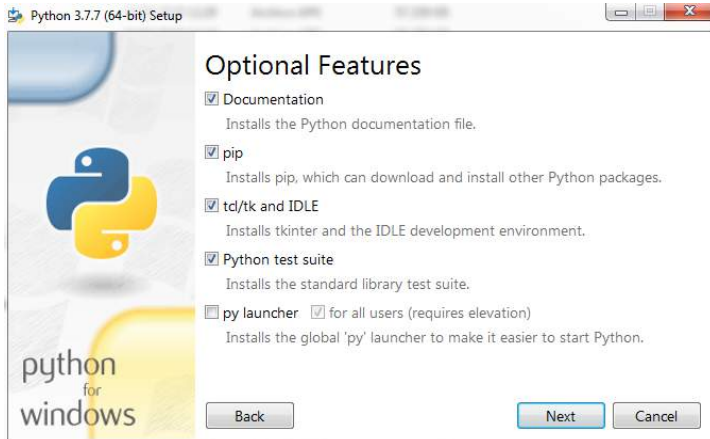 Python 3.7.7 (64-bit) Setup
Optional Features
Documentation
Installs the Python documentation file.
pip
Installs pip, which can download and install other Python packages.
tcl/tk and IDLE
Installs tkinter and the IDLE development environment.
Python test suite
Installs the standard library test suite.
py launcher for all users (requires elevation)
Installs the global 'py' launcher to make it easier to start Python.
python
for
windows
Back Next Cancel